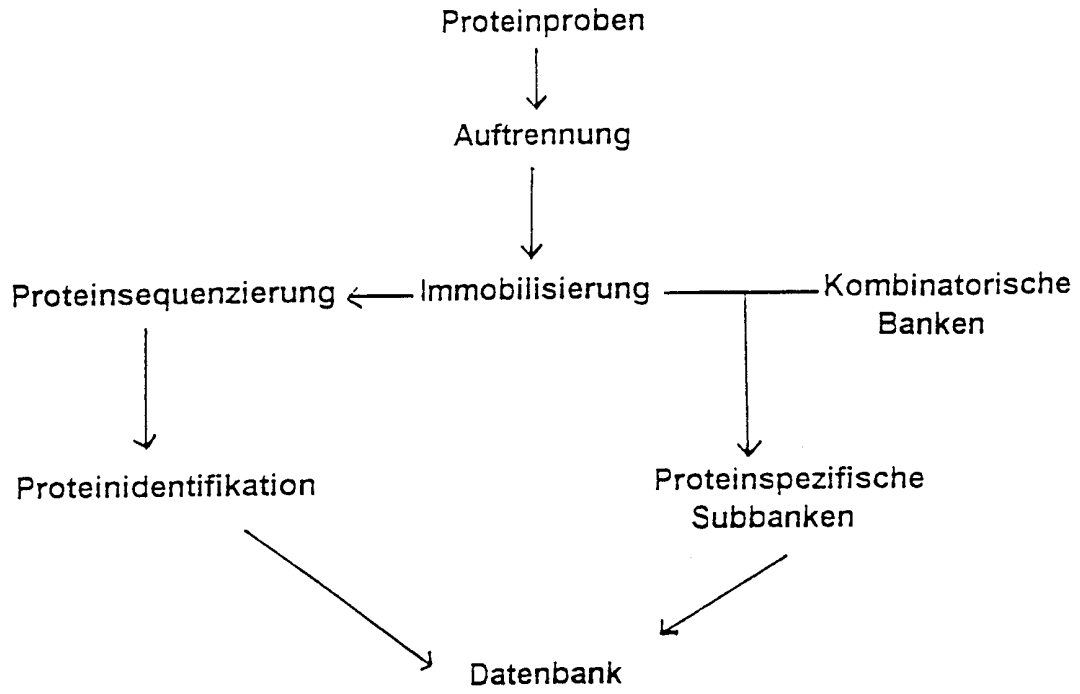 Proteinproben
Auftrennung
Proteinsequenzierung
Immobilisierung
Kombinatorische
Banken
Proteinidentifikation
Proteinspezifische
Subbanken
Datenbank